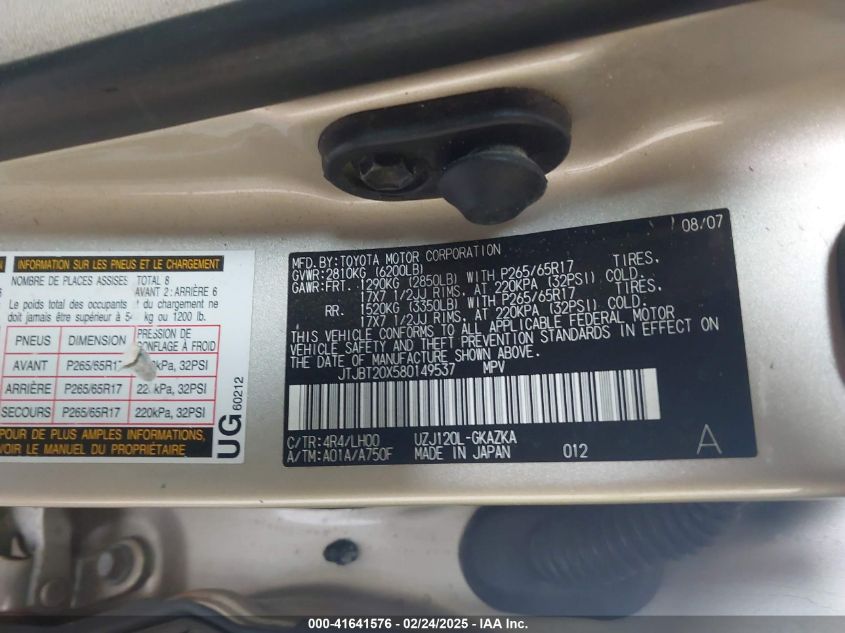 INFORMATION SUR LES PNEUS ET LE CHARGEMENT
NOMBRE DE PLACES ASSISES TOTAL 8
AVANT 2: ARRIÈRE 6
Le poids total des occupants du chargement ne
doit jamais être supérieur à kg ou 1200 lb.
PNEUS DIMENSION PRESSION DE GONFLAGE À FROID
AVANT P265/65R17 kPa, 32PSI
ARRIÈRE P265/65R17 kPa, 32PSI
SECOURS P265/65R17 220kPa, 32PSI
POUR DE PLUS AMPLES INFORMATIONS,
VOIR LE MANUEL DU PROPRIÉTAIRE
UG 60212
08/07
MFD.BY:TOYOTA MOTOR CORPORATION
GVWR:2810KG (6200LB)
GAWR:FRT. 1290KG (2850LB) WITH P265/65R17 TIRES.
17X7 1/2JJ RIMS. AT 220KPA (32PSI) COLD.
RR. 1520KG (3350LB) WITH P265/65R17 TIRES.
17X7 1/2JJ RIMS. AT 220KPA (32PSI) COLD.
THIS VEHICLE CONFORMS TO ALL APPLICABLE FEDERAL MOTOR
VEHICLE SAFETY AND THEFT PREVENTION STANDARDS IN EFFECT ON
THE DATE OF MANUFACTURE SHOWN ABOVE.
JTJBT20X580149537 MPV
C/TR:4R4/LH00 UZJ120L-GKAZKA
A/TM:A01A/A750F MADE IN JAPAN 012 A
000-41641576 - 02/24/2025 - IAA Inc.